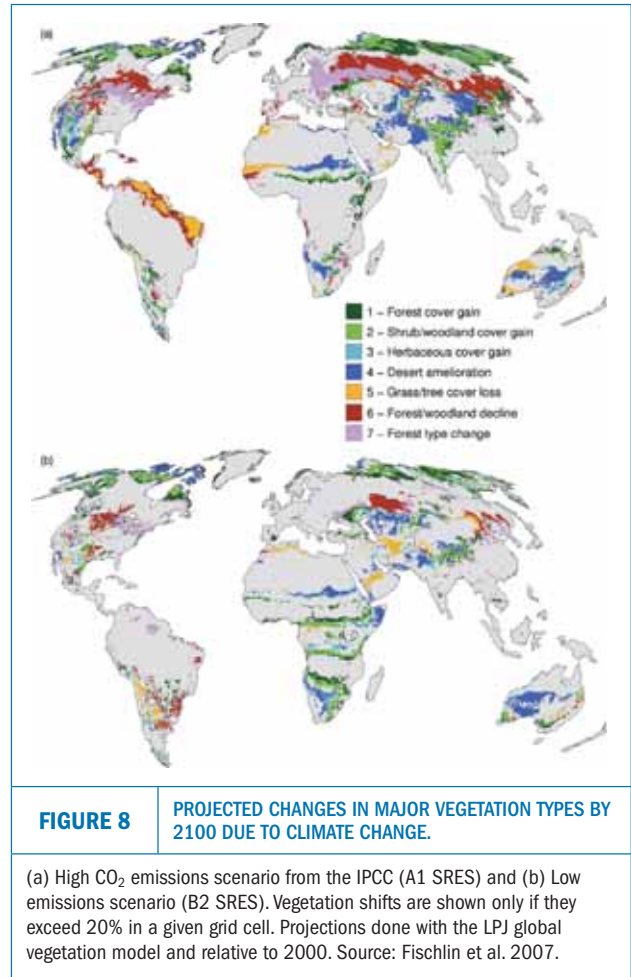 (a)
1 – Forest cover gain
2 – Shrub/woodland cover gain
3 – Herbaceous cover gain
4 – Desert amelioration
5 – Grass/tree cover loss
6 – Forest/woodland decline
7 – Forest type change
(b)
FIGURE 8
PROJECTED CHANGES IN MAJOR VEGETATION TYPES BY
2100 DUE TO CLIMATE CHANGE.
(a) High CO₂ emissions scenario from the IPCC (A1 SRES) and (b) Low
emissions scenario (B2 SRES). Vegetation shifts are shown only if they
exceed 20% in a given grid cell. Projections done with the LPJ global
vegetation model and relative to 2000. Source: Fischlin et al. 2007.